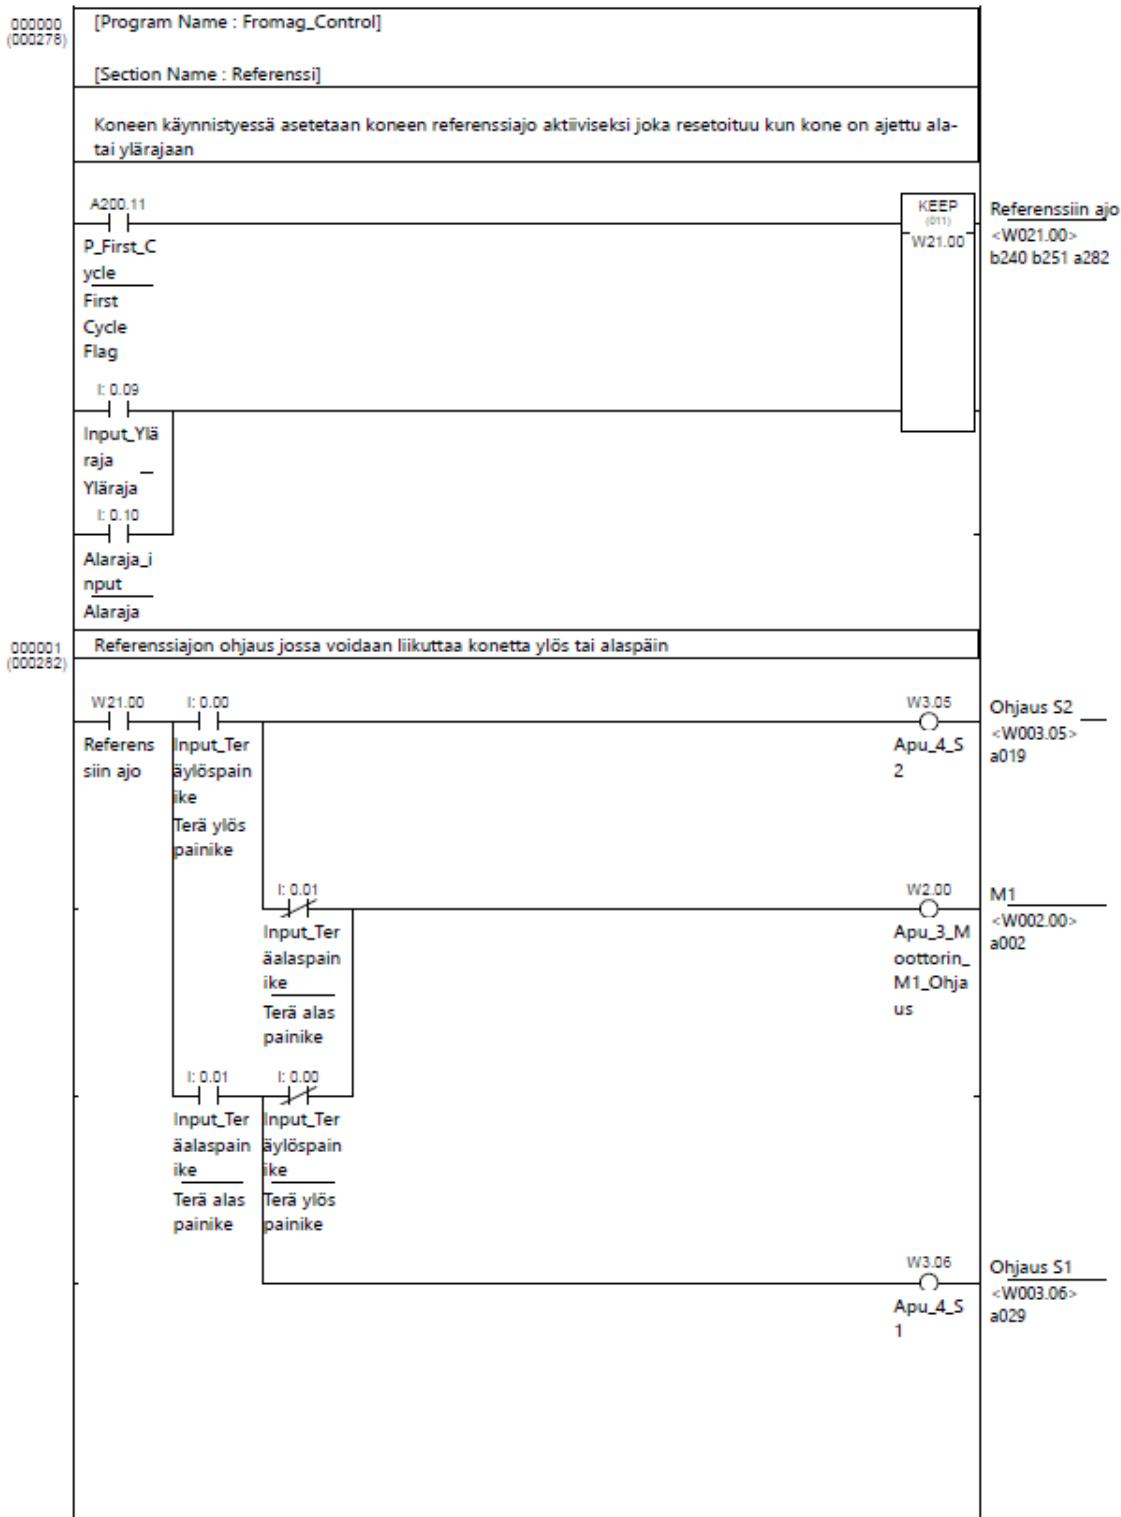 000000
(000278)
[Program Name : Fromag_Control]
[Section Name : Referenssi]
Koneen käynnistyessä asetetaan koneen referenssiajo aktiiviseksi joka resetoituu kun kone on ajettu ala-
tai ylärajaan
A200.11
P_First_C
ycle
First
Cycle
Flag
KEEP
(011)
W21.00
Referenssiin ajo
<W021.00>
b240 b251 a282
I: 0.09
Input_Ylä
raja
Yläraja
I: 0.10
Alaraja_i
nput
Alaraja
000001
(000282)
Referenssiajon ohjaus jossa voidaan liikuttaa konetta ylös tai alaspäin
W21.00
Referens
siin ajo
I: 0.00
Input_Ter
äylöspain
ike
Terä ylös
painike
W3.05
Apu_4_S
2
Ohjaus S2
<W003.05>
a019
I: 0.01
Input_Ter
äalaspain
ike
Terä alas
painike
W2.00
Apu_3_M
oottorin_
M1_Ohja
us
M1
<W002.00>
a002
I: 0.01
Input_Ter
äalaspain
ike
Terä alas
painike
I: 0.00
Input_Ter
äylöspain
ike
Terä ylös
painike
W3.06
Apu_4_S
1
Ohjaus S1
<W003.06>
a029